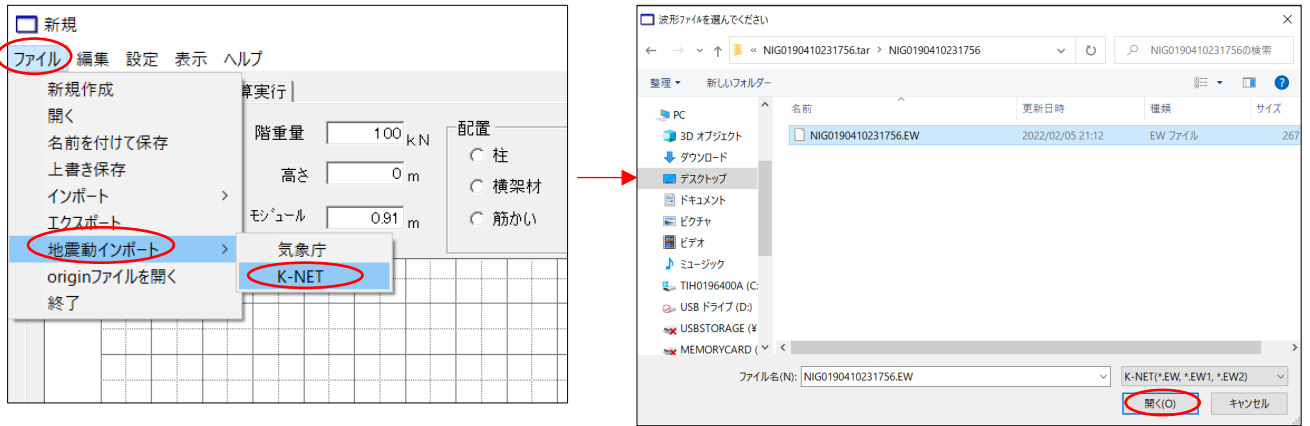 新規
ファイル 編集 設定 表示 ヘルプ
新規作成
開く
名前を付けて保存
上書き保存
インポート >
エクスポート
地震動インポート >
originファイルを開く
終了
気象庁
K-NET
算実行
階重量 100 kN
高さ 0 m
モジュール 0.91 m
配置
柱
横架材
筋かい
波形ファイルを選んでください
« NIG0190410231756.tar > NIG0190410231756
NIG0190410231756の検索
整理 新しいフォルダー
名前 更新日時 種類 サイズ
NIG0190410231756.EW 2022/02/05 21:12 EW ファイル 267
PC
3D オブジェクト
ダウンロード
デスクトップ
ドキュメント
ピクチャ
ビデオ
ミュージック
TIH0196400A (C:
USB ドライブ (D:)
USBSTORAGE (¥
MEMORYCARD (
ファイル名(N): NIG0190410231756.EW
K-NET(*.EW, *.EW1, *.EW2)
開く(O) キャンセル